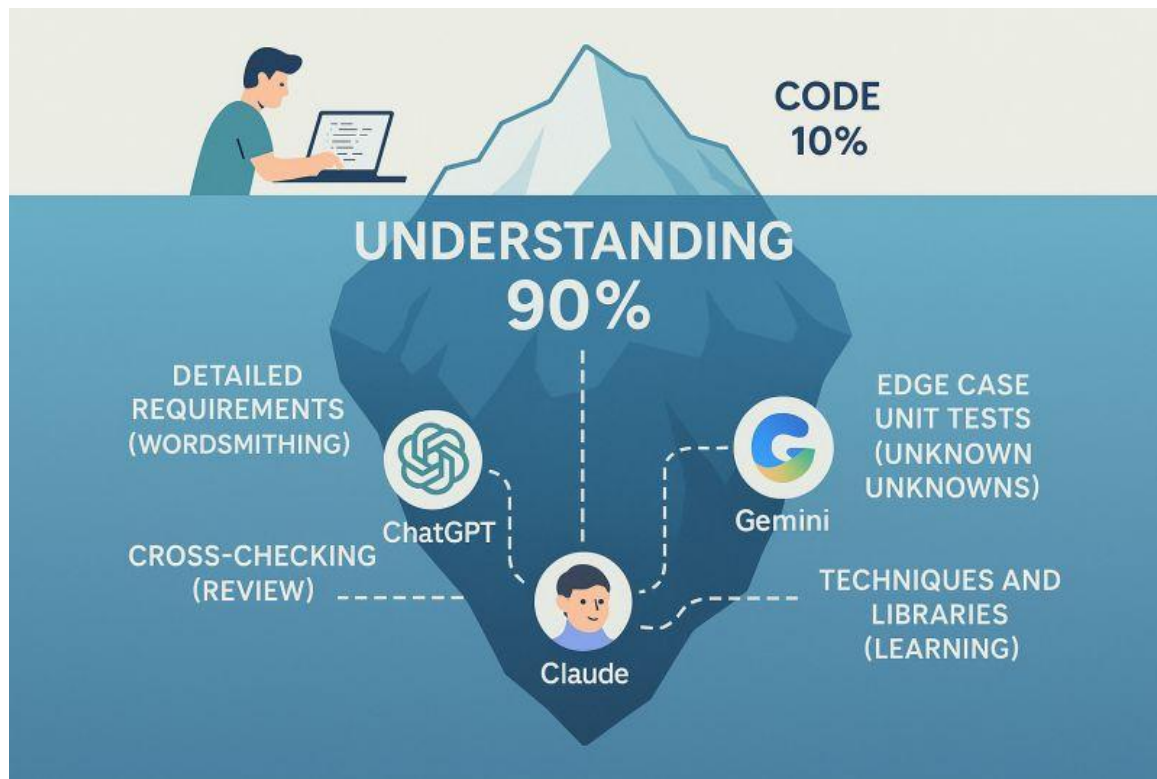 CODE
10%
UNDERSTANDING
90%
DETAILED
REQUIREMENTS
(WORDSMITHING)
ChatGPT
CROSS-CHECKING
(REVIEW)
EDGE CASE
UNIT TESTS
(UNKNOWN
UNKNOWNS)
Gemini
TECHNIQUES AND
LIBRARIES
(LEARNING)
Claude